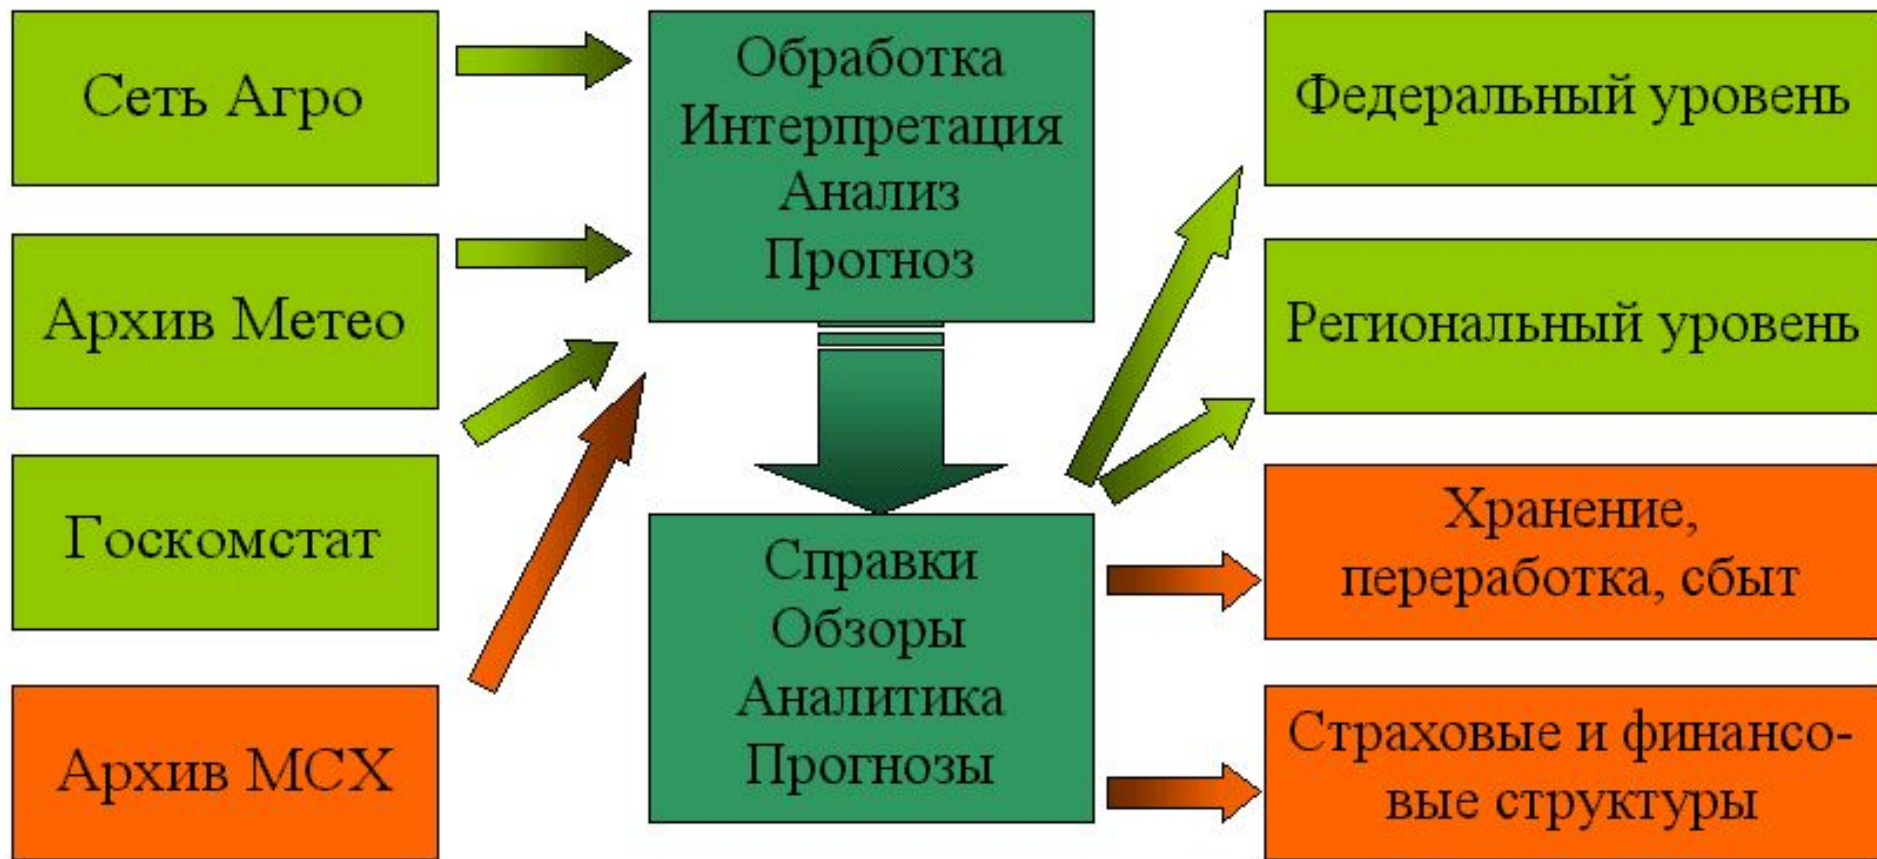 Сеть Агро
Архив Метео
Госкомстат
Архив МСХ
Обработка
Интерпретация
Анализ
Прогноз
Справки
Обзоры
Аналитика
Прогнозы
Федеральный уровень
Региональный уровень
Хранение,
переработка, сбыт
Страховые и финансо-
вые структуры